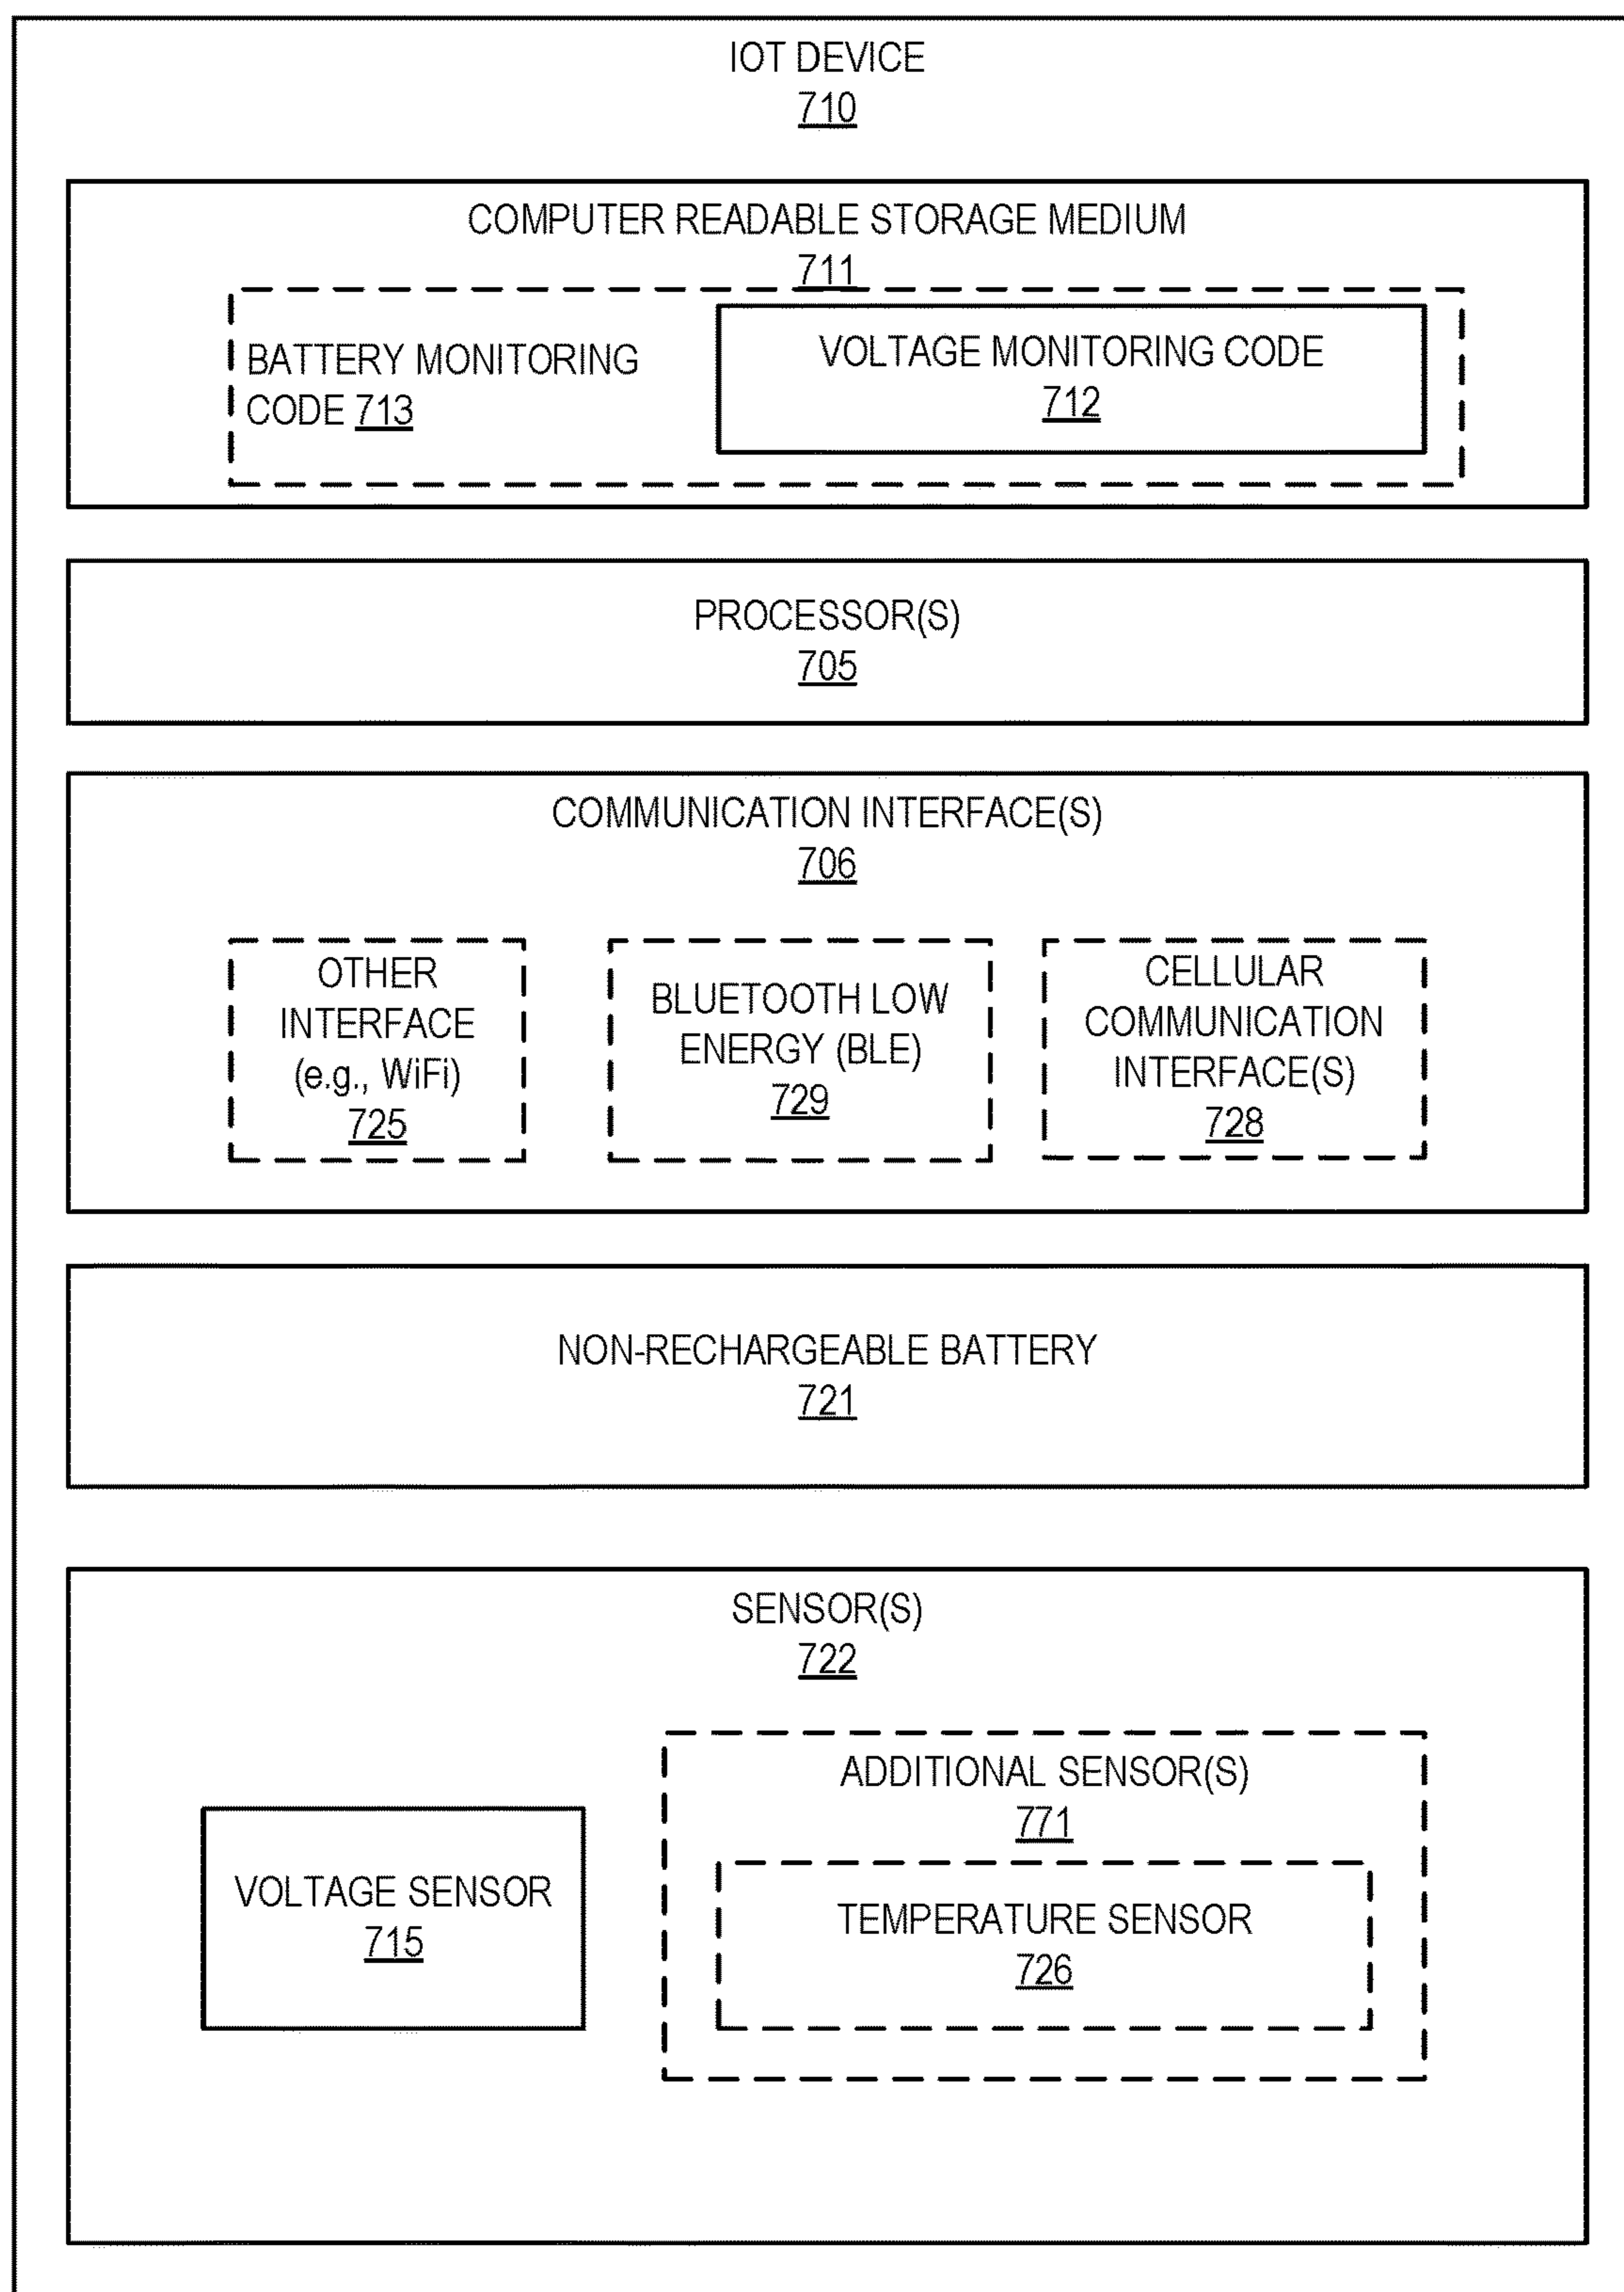 IOT DEVICE
710
COMPUTER READABLE STORAGE MEDIUM
711
BATTERY MONITORING
CODE 713
VOLTAGE MONITORING CODE
712
PROCESSOR(S)
705
COMMUNICATION INTERFACE(S)
706
OTHER
INTERFACE
(e.g., WiFi)
725
BLUETOOTH LOW
ENERGY (BLE)
729
CELLULAR
COMMUNICATION
INTERFACE(S)
728
NON-RECHARGEABLE BATTERY
721
SENSOR(S)
722
VOLTAGE SENSOR
715
ADDITIONAL SENSOR(S)
771
TEMPERATURE SENSOR
726